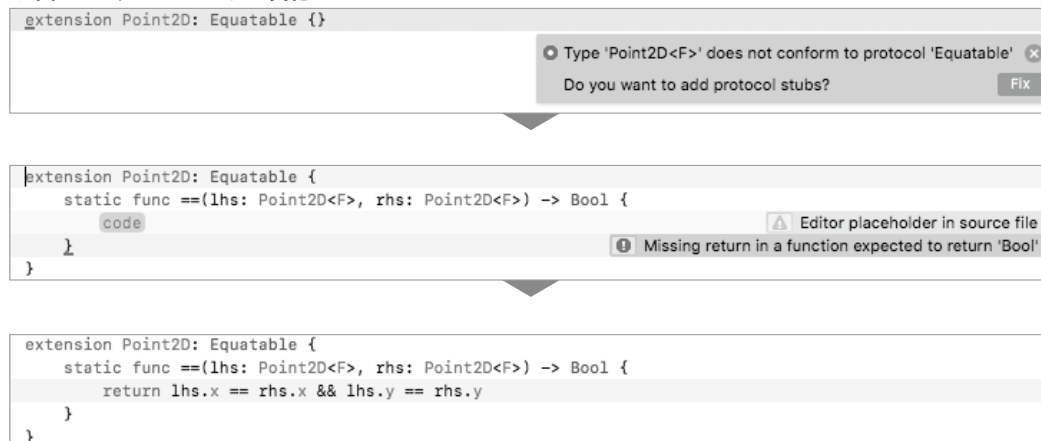 extension Point2D: Equatable {}
Type 'Point2D<F>' does not conform to protocol 'Equatable'
Do you want to add protocol stubs? Fix
extension Point2D: Equatable {
    static func ==(lhs: Point2D<F>, rhs: Point2D<F>) -> Bool {
        code Editor placeholder in source file
    } Missing return in a function expected to return 'Bool'
}
extension Point2D: Equatable {
    static func ==(lhs: Point2D<F>, rhs: Point2D<F>) -> Bool {
        return lhs.x == rhs.x && lhs.y == rhs.y
    }
}